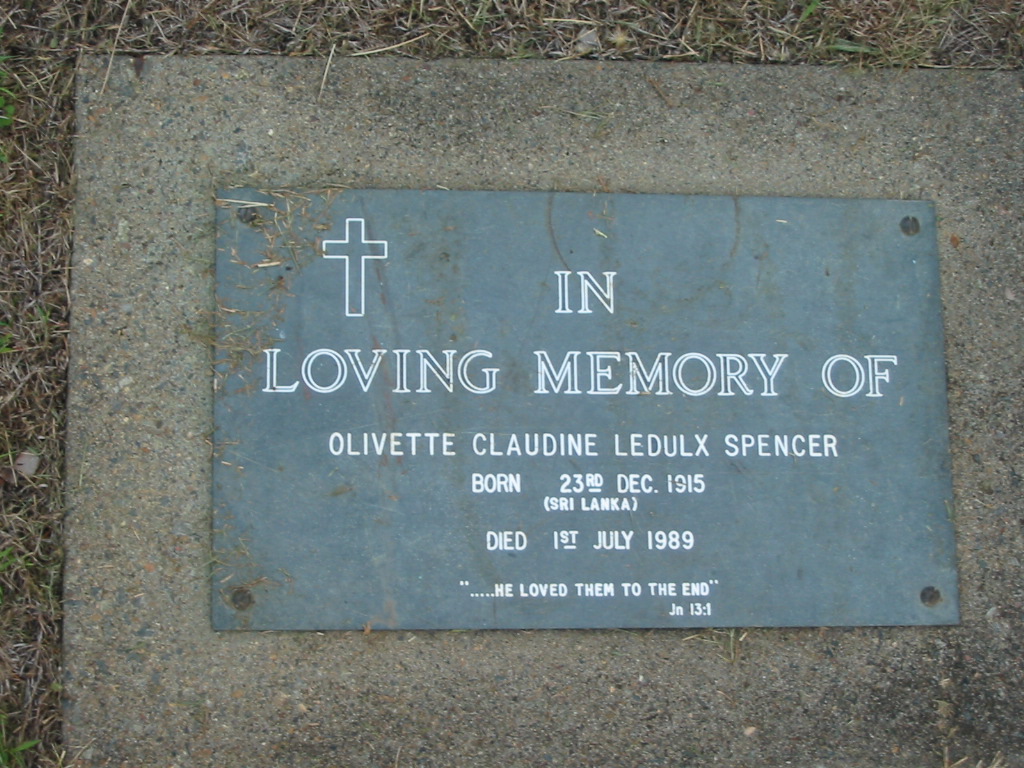 IN
LOVING MEMORY OF
OLIVETTE CLAUDINE LEDULX SPENCER
BORN 23RD DEC. 1915
(SRI LANKA)
DIED 1ST JULY 1989
".....HE LOVED THEM TO THE END"
Jn 13:1